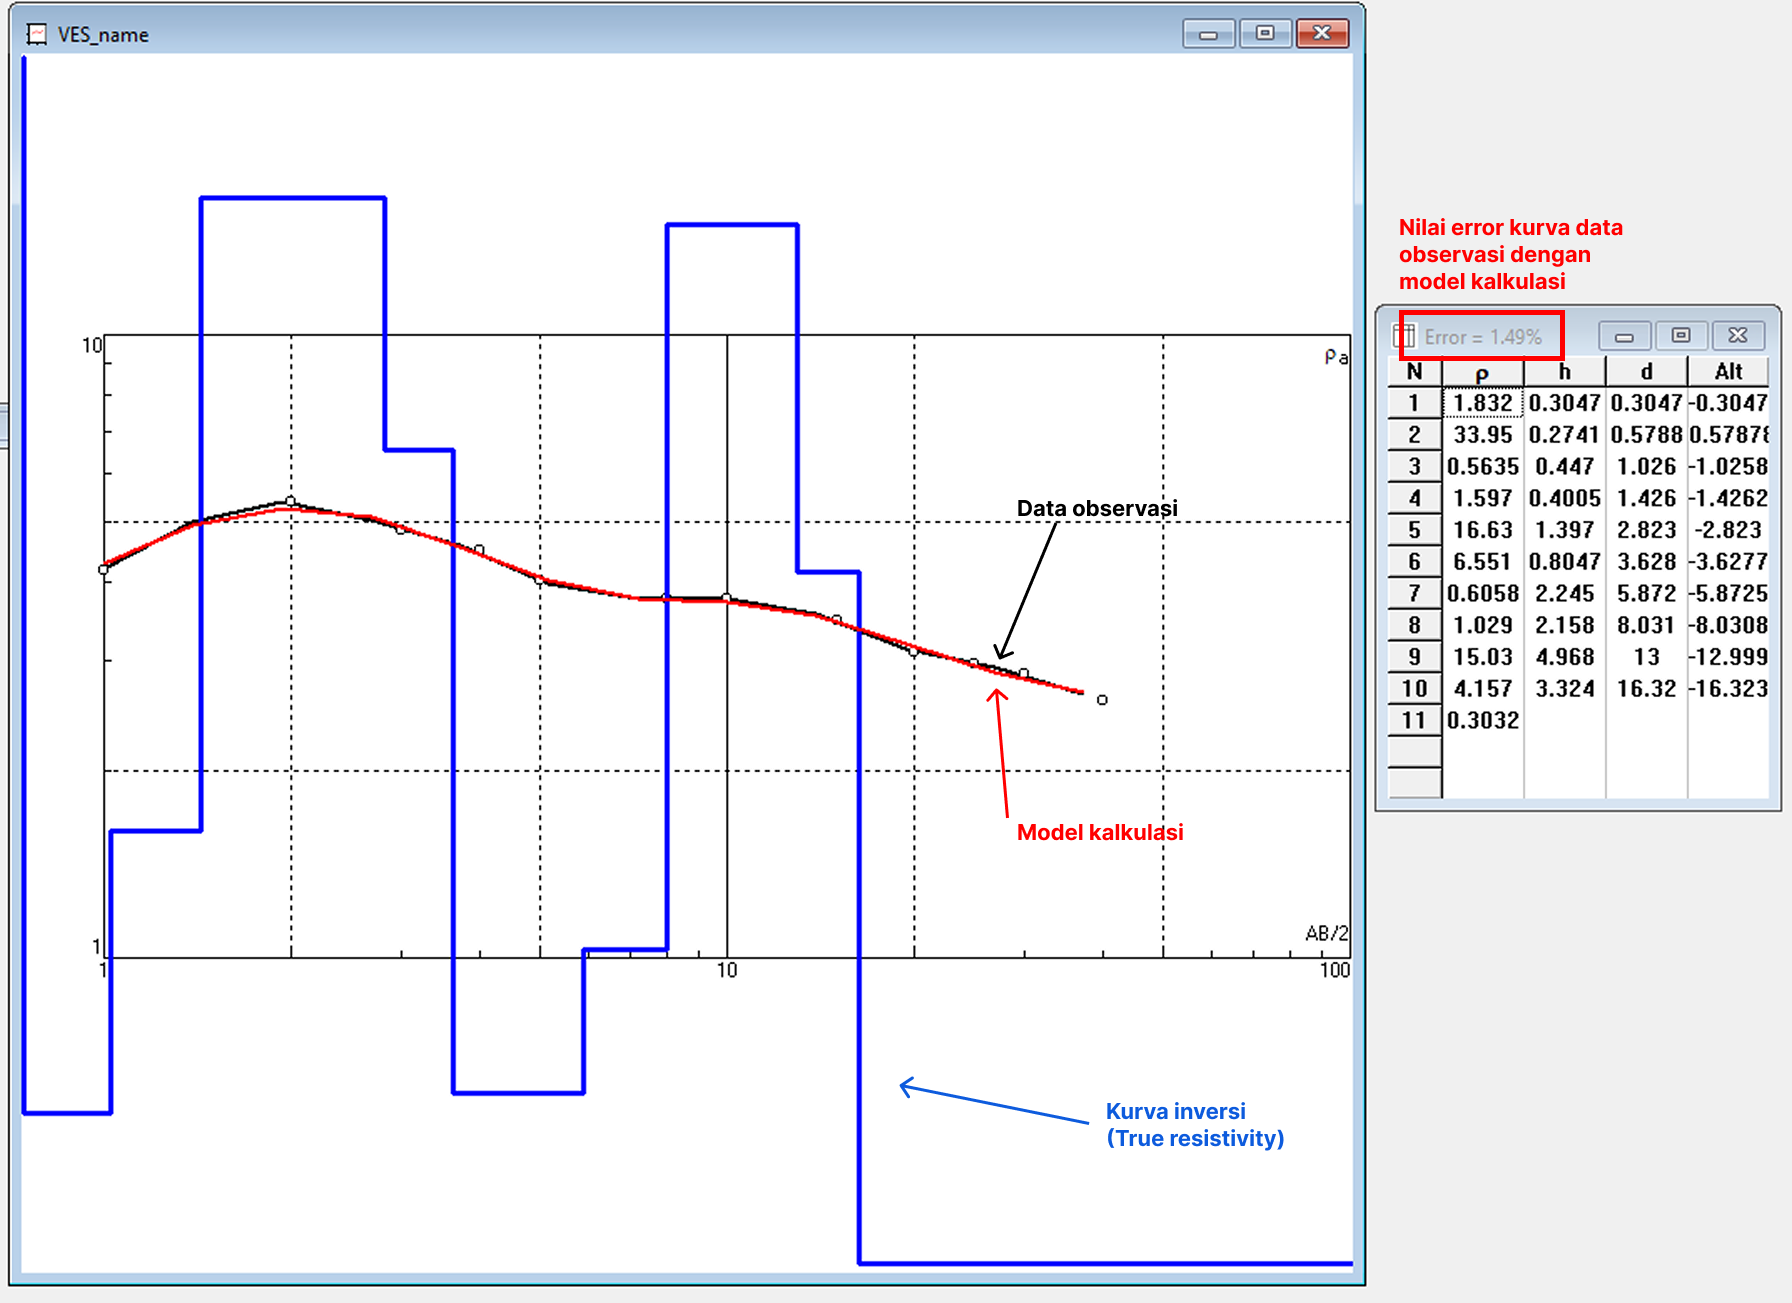 VES_name
10
ρa
Data observasi
Model kalkulasi
1
AB/2
1
10
100
Kurva inversi
(True resistivity)
Nilai error kurva data
observasi dengan
model kalkulasi
Error = 1.49%
N ρ h d Alt
1 1.832 0.3047 0.3047 -0.3047
2 33.95 0.2741 0.5788 0.57878
3 0.5635 0.447 1.026 -1.0258
4 1.597 0.4005 1.426 -1.4262
5 16.63 1.397 2.823 -2.823
6 6.551 0.8047 3.628 -3.6277
7 0.6058 2.245 5.872 -5.8725
8 1.029 2.158 8.031 -8.0308
9 15.03 4.968 13 -12.999
10 4.157 3.324 16.32 -16.323
11 0.3032